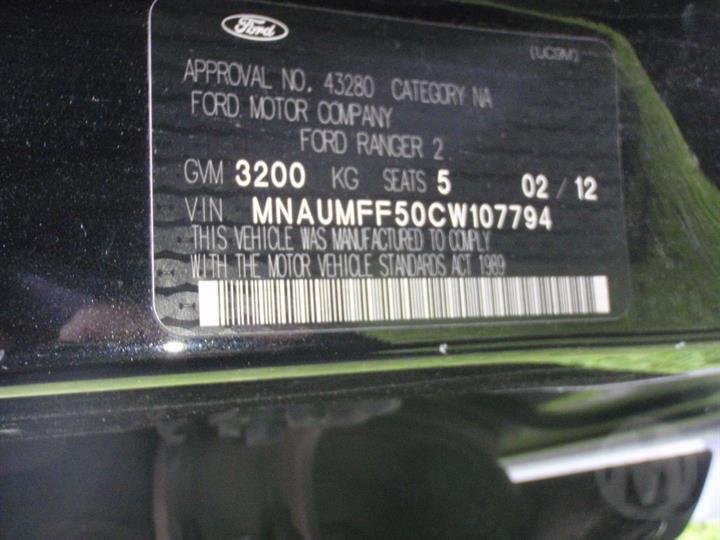 Ford
(UC9M)
APPROVAL NO. 43280 CATEGORY NA
FORD MOTOR COMPANY
FORD RANGER 2
GVM 3200 KG SEATS 5 02 / 12
VIN MNAUMFF50CW107794
THIS VEHICLE WAS MANUFACTURED TO COMPLY
WITH THE MOTOR VEHICLE STANDARDS ACT 1989
M